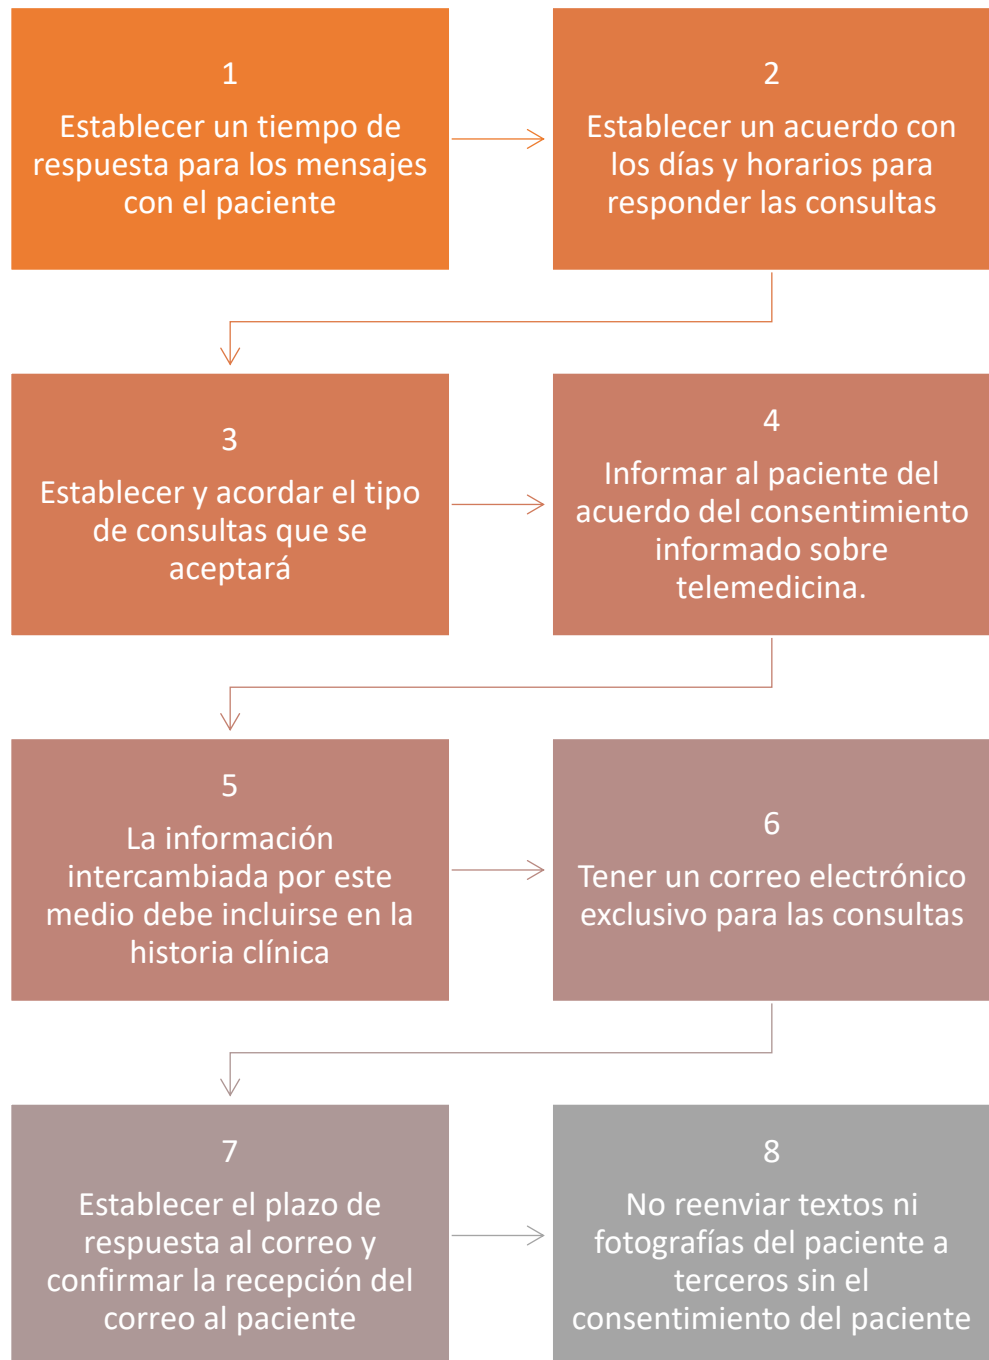 1
Establecer un tiempo de
respuesta para los mensajes
con el paciente
2
Establecer un acuerdo con
los días y horarios para
responder las consultas
3
Establecer y acordar el tipo
de consultas que se
aceptará
4
Informar al paciente del
acuerdo del consentimiento
informado sobre
telemedicina.
5
La información
intercambiada por este
medio debe incluirse en la
historia clínica
6
Tener un correo electrónico
exclusivo para las consultas
7
Establecer el plazo de
respuesta al correo y
confirmar la recepción del
correo al paciente
8
No reenviar textos ni
fotografías del paciente a
terceros sin el
consentimiento del paciente